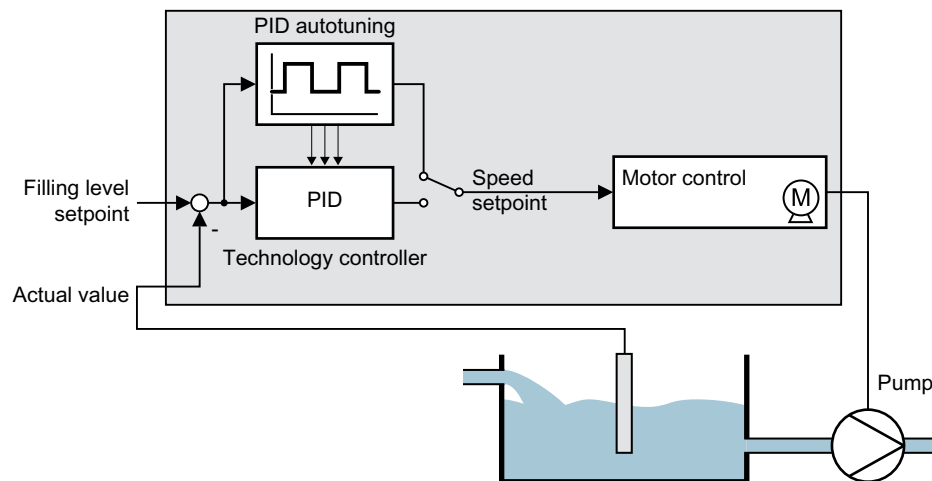 PID autotuning
Filling level
setpoint
PID
Speed
setpoint
Motor control
M
-
Technology controller
Actual value
Pump